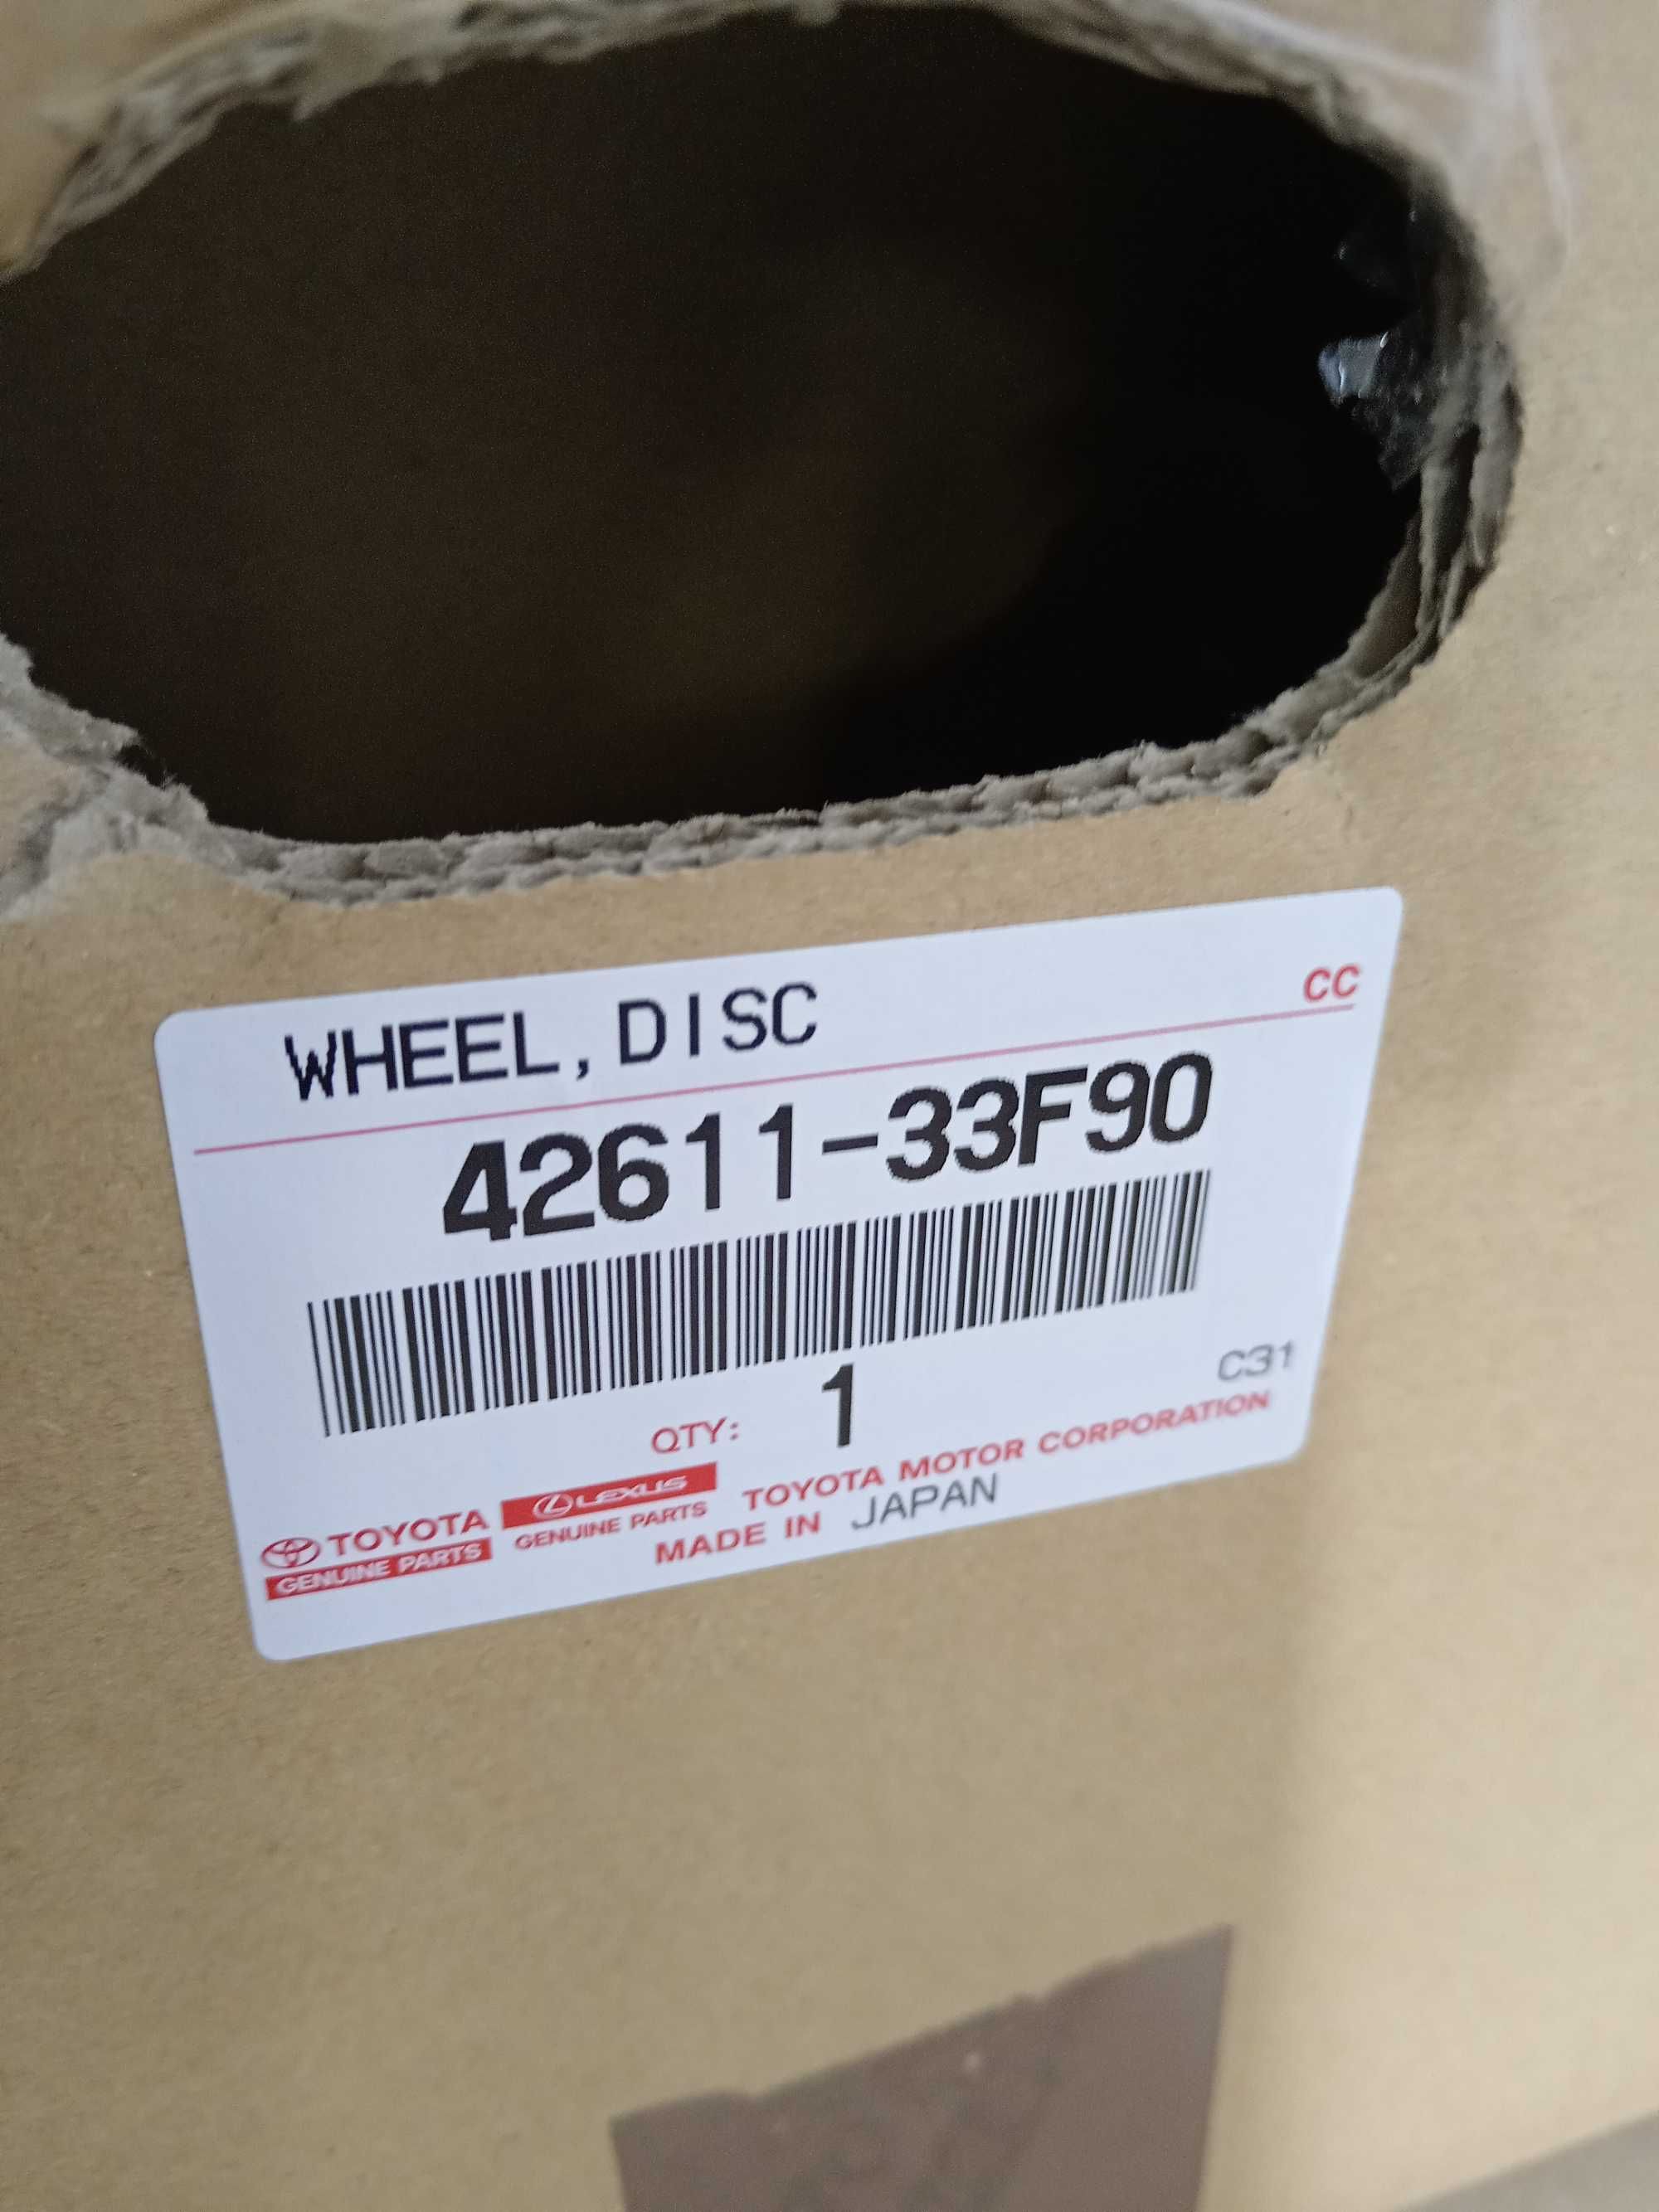 WHEEL,DISC
CC
42611-33F90
QTY: 1
C31
TOYOTA
GENUINE PARTS
LEXUS
GENUINE PARTS
TOYOTA MOTOR CORPORATION
MADE IN JAPAN